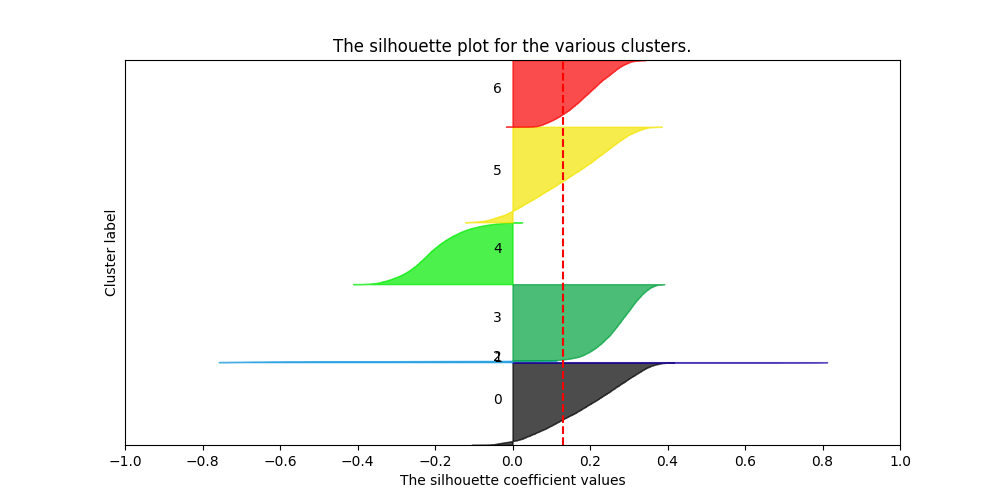 The silhouette plot for the various clusters.
Cluster label
6
5
4
3
2
1
0
−1.0 −0.8 −0.6 −0.4 −0.2 0.0 0.2 0.4 0.6 0.8 1.0
The silhouette coefficient values